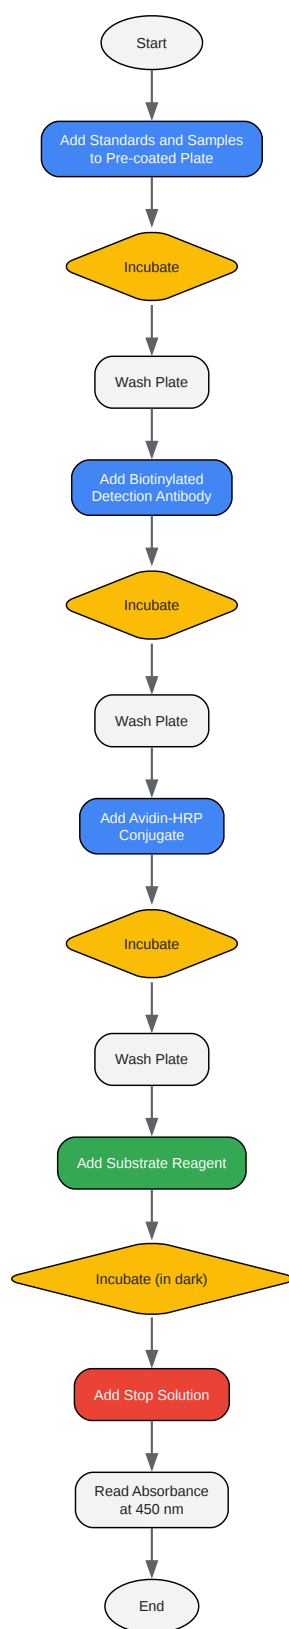 Start
Add Standards and Samples
to Pre-coated Plate
Incubate
Wash Plate
Add Biotinylated
Detection Antibody
Incubate
Wash Plate
Add Avidin-HRP
Conjugate
Incubate
Wash Plate
Add Substrate Reagent
Incubate (in dark)
Add Stop Solution
Read Absorbance
at 450 nm
End